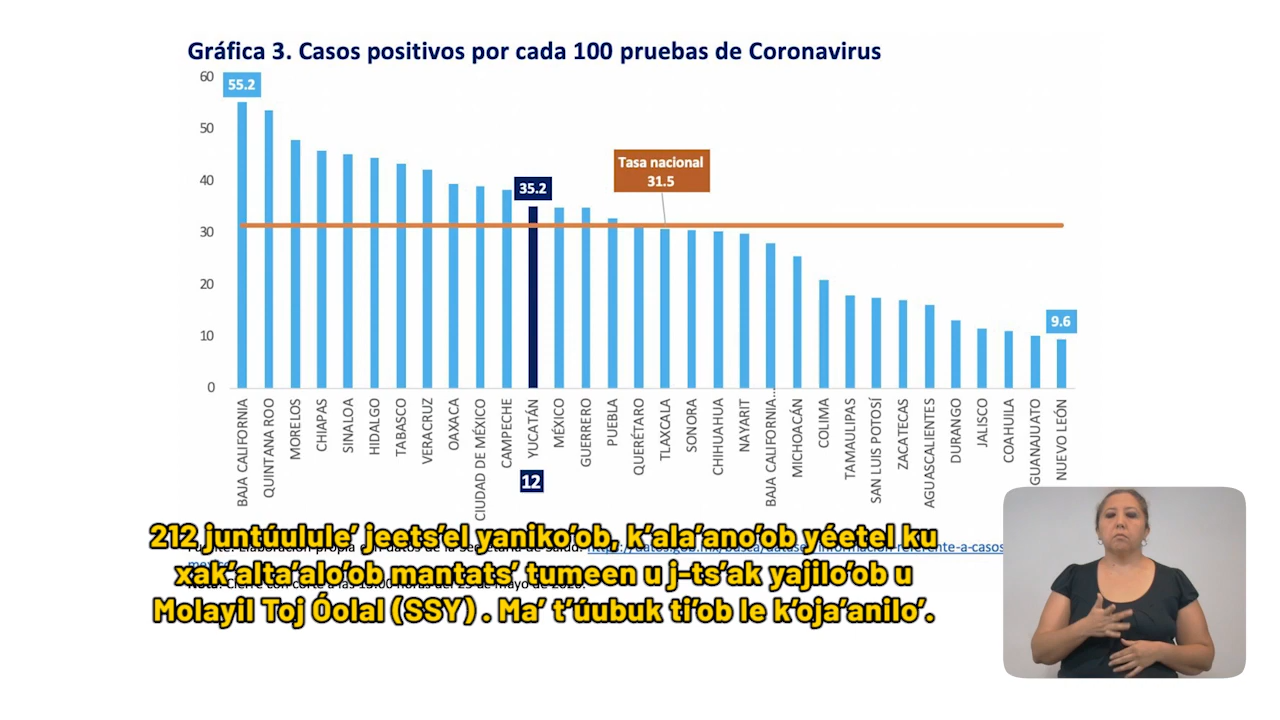 Gráfica 3. Casos positivos por cada 100 pruebas de Coronavirus
60
50
40
30
20
10
0
55.2
35.2
Tasa nacional
31.5
9.6
BAJA CALIFORNIA
QUINTANA ROO
MORELOS
CHIAPAS
SINALOA
HIDALGO
TABASCO
VERACRUZ
OAXACA
CIUDAD DE MÉXICO
CAMPECHE
YUCATÁN
MÉXICO
GUERRERO
PUEBLA
QUERÉTARO
TLAXCALA
SONORA
CHIHUAHUA
NAYARIT
BAJA CALIFORNIA…
MICHOACÁN
COLIMA
TAMAULIPAS
SAN LUIS POTOSÍ
ZACATECAS
AGUASCALIENTES
DURANGO
JALISCO
COAHUILA
GUANAJUATO
NUEVO LEÓN
12
212 juntúulule’ jeets’el yaniko’ob, k’ala’ano’ob yéetel ku
xak’alta’alo’ob mantats’ tumeen u j-ts’ak yajilo’ob u
Molayil Toj Óolal (SSY) . Ma’ t’úubuk ti’ob le k’oja’anilo’.